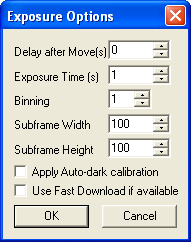 Exposure Options
Delay after Move(s) 0
Exposure Time (s) 1
Binning 1
Subframe Width 100
Subframe Height 100
Apply Auto-dark calibration
Use Fast Download if available
OK Cancel